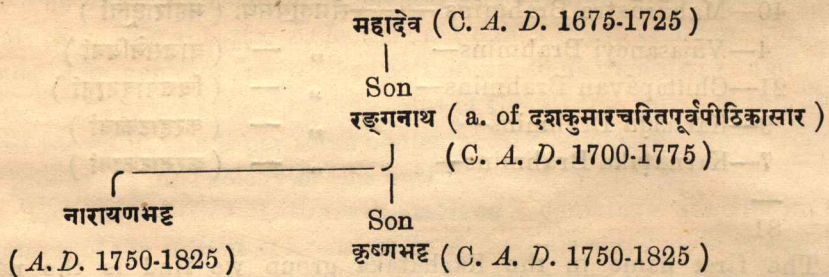 महादेव ( C. A. D. 1675-1725 )
Son
रङ्गनाथ ( a. of दशकुमारचरितपूर्वपीठिकासार )
( C. A. D. 1700-1775 )
नारायणभट्ट
Son
( A. D. 1750-1825 ) कृष्णभट्ट ( C. A. D. 1750-1825 )